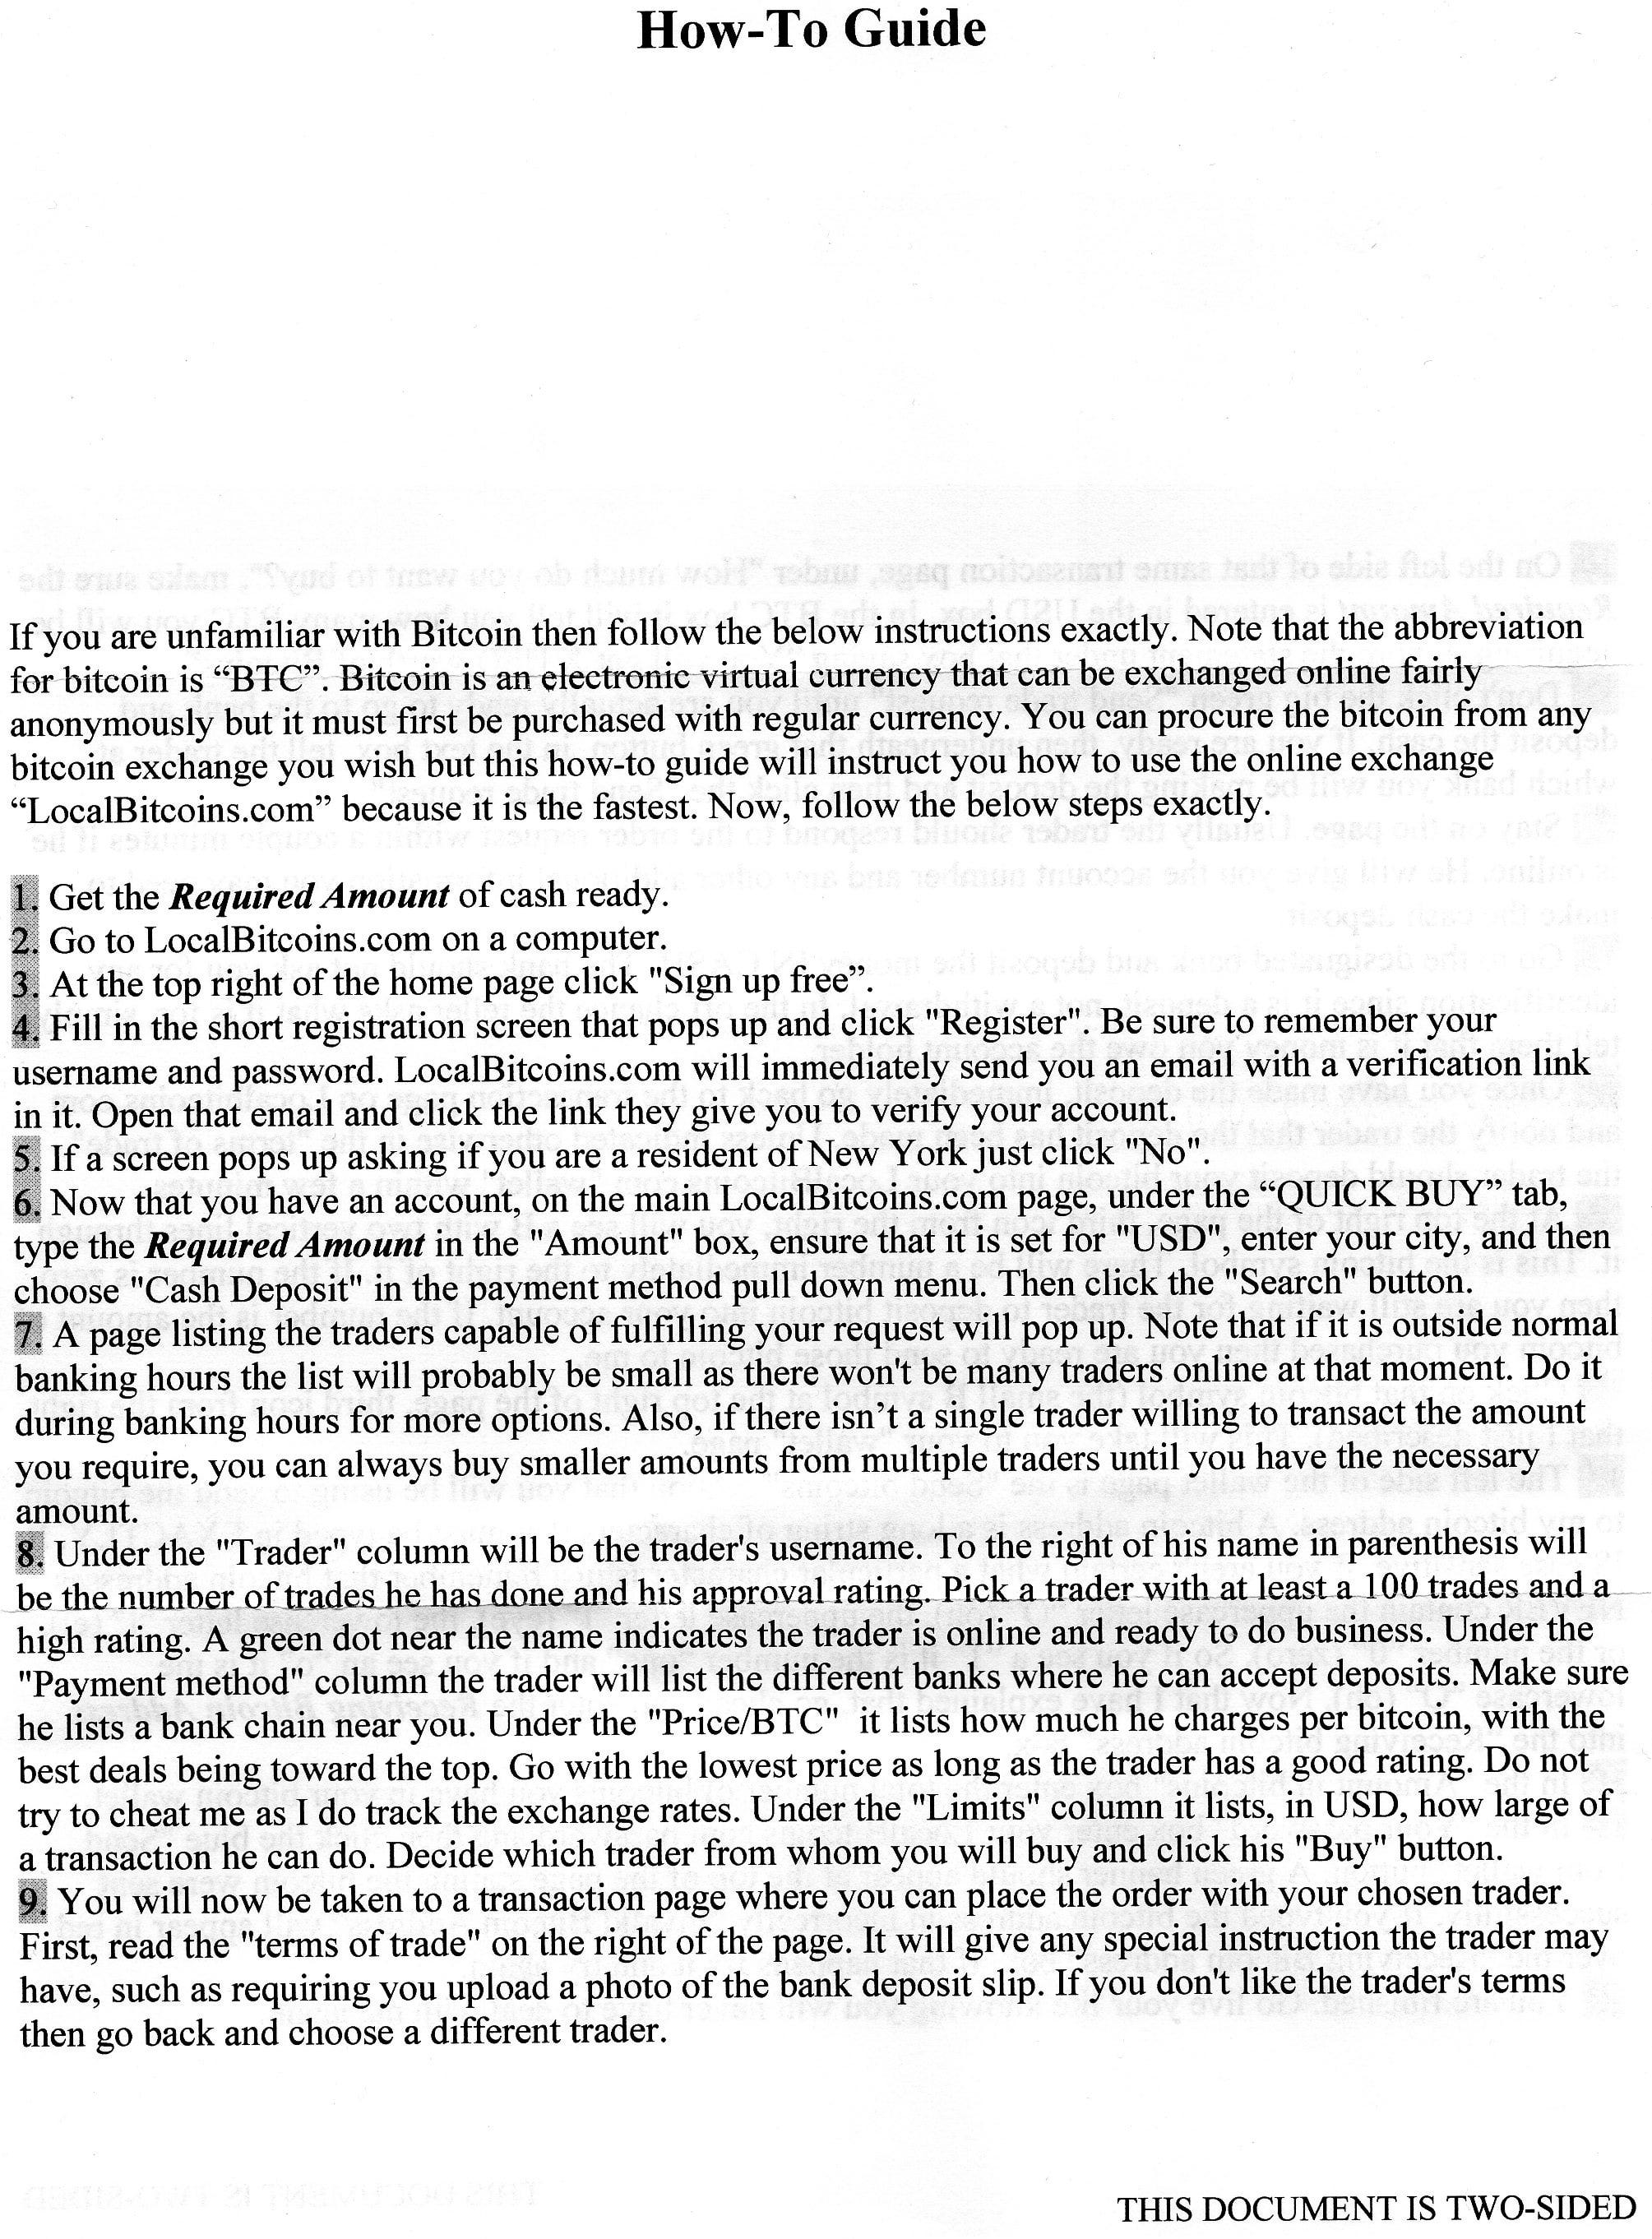 How-To Guide
If you are unfamiliar with Bitcoin then follow the below instructions exactly. Note that the abbreviation
for bitcoin is “BTC”. Bitcoin is an electronic virtual currency that can be exchanged online fairly
anonymously but it must first be purchased with regular currency. You can procure the bitcoin from any
bitcoin exchange you wish but this how-to guide will instruct you how to use the online exchange
“LocalBitcoins.com” because it is the fastest. Now, follow the below steps exactly.
1. Get the Required Amount of cash ready.
2. Go to LocalBitcoins.com on a computer.
3. At the top right of the home page click "Sign up free”.
4. Fill in the short registration screen that pops up and click "Register". Be sure to remember your
username and password. LocalBitcoins.com will immediately send you an email with a verification link
in it. Open that email and click the link they give you to verify your account.
5. If a screen pops up asking if you are a resident of New York just click "No".
6. Now that you have an account, on the main LocalBitcoins.com page, under the “QUICK BUY” tab,
type the Required Amount in the "Amount" box, ensure that it is set for "USD", enter your city, and then
choose "Cash Deposit" in the payment method pull down menu. Then click the "Search" button.
7. A page listing the traders capable of fulfilling your request will pop up. Note that if it is outside normal
banking hours the list will probably be small as there won't be many traders online at that moment. Do it
during banking hours for more options. Also, if there isn’t a single trader willing to transact the amount
you require, you can always buy smaller amounts from multiple traders until you have the necessary
amount.
8. Under the "Trader" column will be the trader's username. To the right of his name in parenthesis will
be the number of trades he has done and his approval rating. Pick a trader with at least a 100 trades and a
high rating. A green dot near the name indicates the trader is online and ready to do business. Under the
"Payment method" column the trader will list the different banks where he can accept deposits. Make sure
he lists a bank chain near you. Under the "Price/BTC"  it lists how much he charges per bitcoin, with the
best deals being toward the top. Go with the lowest price as long as the trader has a good rating. Do not
try to cheat me as I do track the exchange rates. Under the "Limits" column it lists, in USD, how large of
a transaction he can do. Decide which trader from whom you will buy and click his "Buy" button.
9. You will now be taken to a transaction page where you can place the order with your chosen trader.
First, read the "terms of trade" on the right of the page. It will give any special instruction the trader may
have, such as requiring you upload a photo of the bank deposit slip. If you don't like the trader's terms
then go back and choose a different trader.
THIS DOCUMENT IS TWO-SIDED